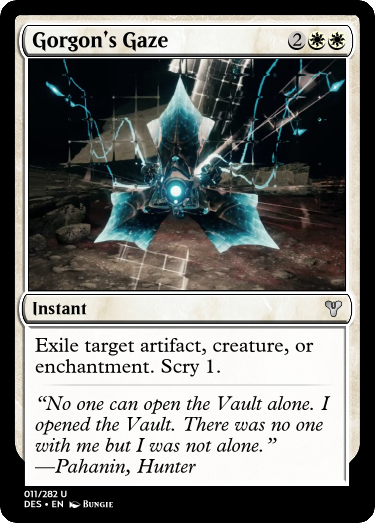 Gorgon's Gaze 2
Instant
Exile target artifact, creature, or
enchantment. Scry 1.
“No one can open the Vault alone. I
opened the Vault. There was no one
with me but I was not alone.”
—Pahanin, Hunter
011/282 U
DES • EN Bungie